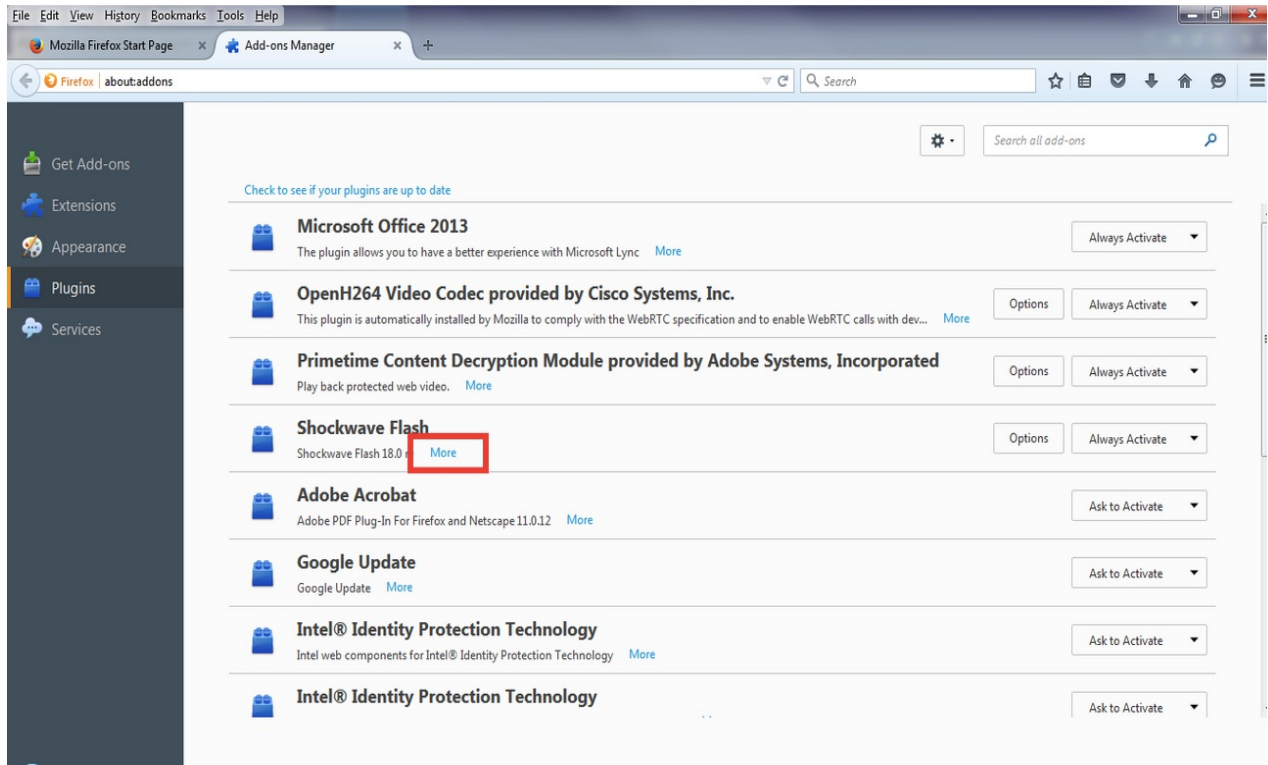 File Edit View History Bookmarks Tools Help
Mozilla Firefox Start Page
Add-ons Manager
Firefox about:addons
Search
Search all add-ons
Get Add-ons
Extensions
Appearance
Plugins
Services
Check to see if your plugins are up to date
Microsoft Office 2013
The plugin allows you to have a better experience with Microsoft Lync More
Always Activate
OpenH264 Video Codec provided by Cisco Systems, Inc.
This plugin is automatically installed by Mozilla to comply with the WebRTC specification and to enable WebRTC calls with dev... More
Options Always Activate
Primetime Content Decryption Module provided by Adobe Systems, Incorporated
Play back protected web video. More
Options Always Activate
Shockwave Flash
Shockwave Flash 18.0 More
Options Always Activate
Adobe Acrobat
Adobe PDF Plug-In For Firefox and Netscape 11.0.12 More
Ask to Activate
Google Update
Google Update More
Ask to Activate
Intel® Identity Protection Technology
Intel web components for Intel® Identity Protection Technology More
Ask to Activate
Intel® Identity Protection Technology
Ask to Activate